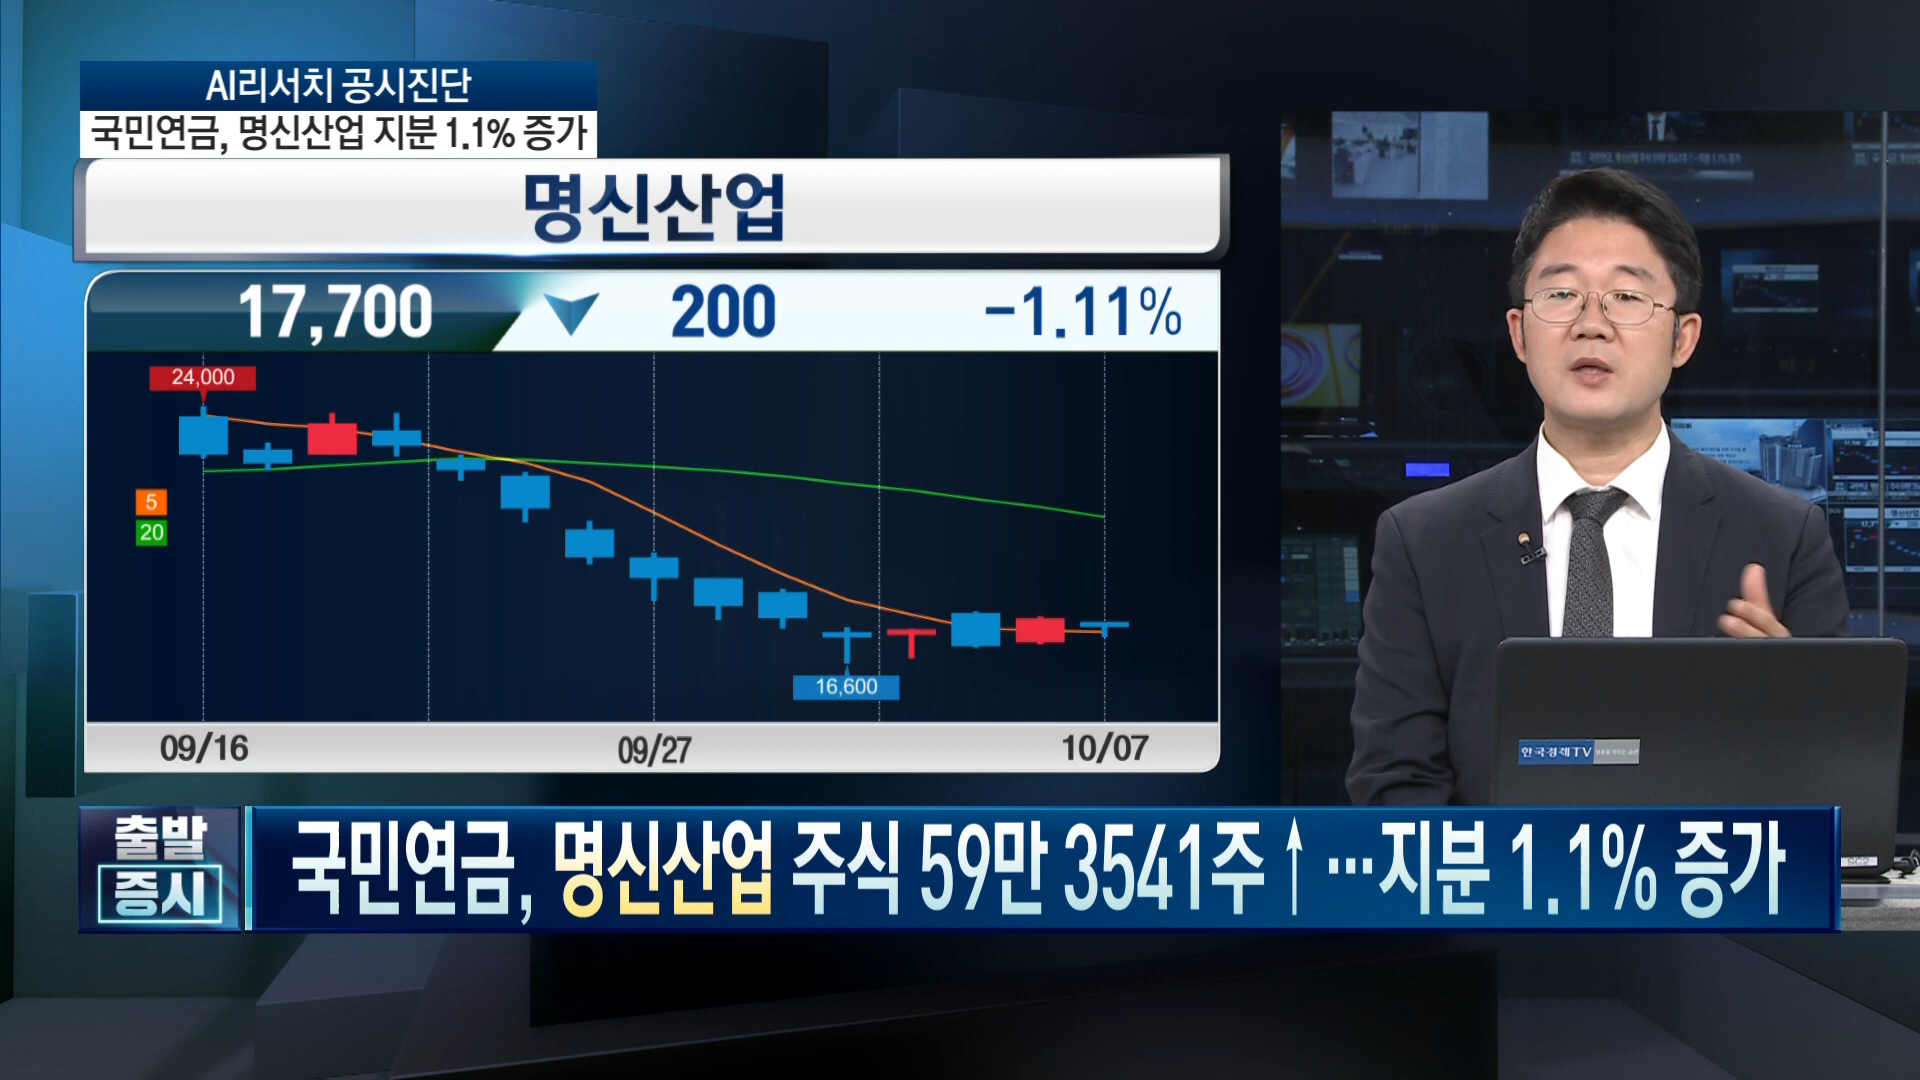 AI리서치 공시진단
국민연금, 명신산업 지분 1.1% 증가
명신산업
17,700 ▼ 200 -1.11%
24,000
5
20
16,600
09/16 09/27 10/07
한국경제TV
출발
증시
국민연금, 명신산업 주식 59만 3541주↑…지분 1.1% 증가
SC2